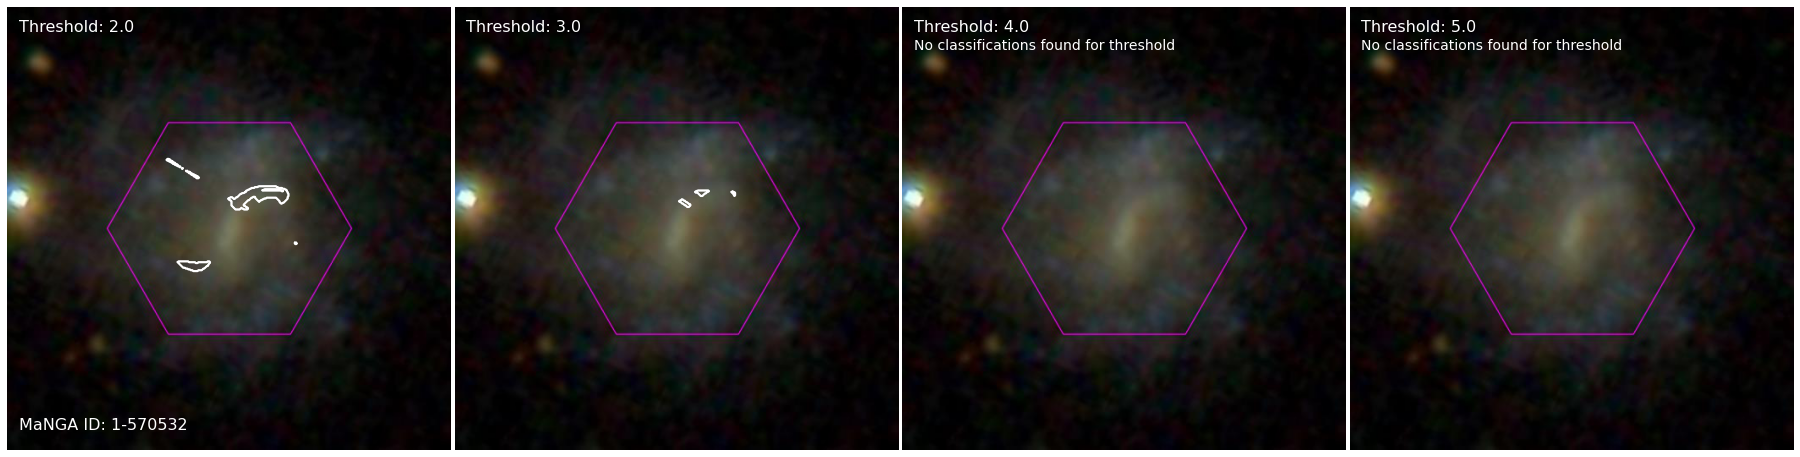 Threshold: 2.0
MaNGA ID: 1-570532
Threshold: 3.0
Threshold: 4.0
No classifications found for threshold
Threshold: 5.0
No classifications found for threshold